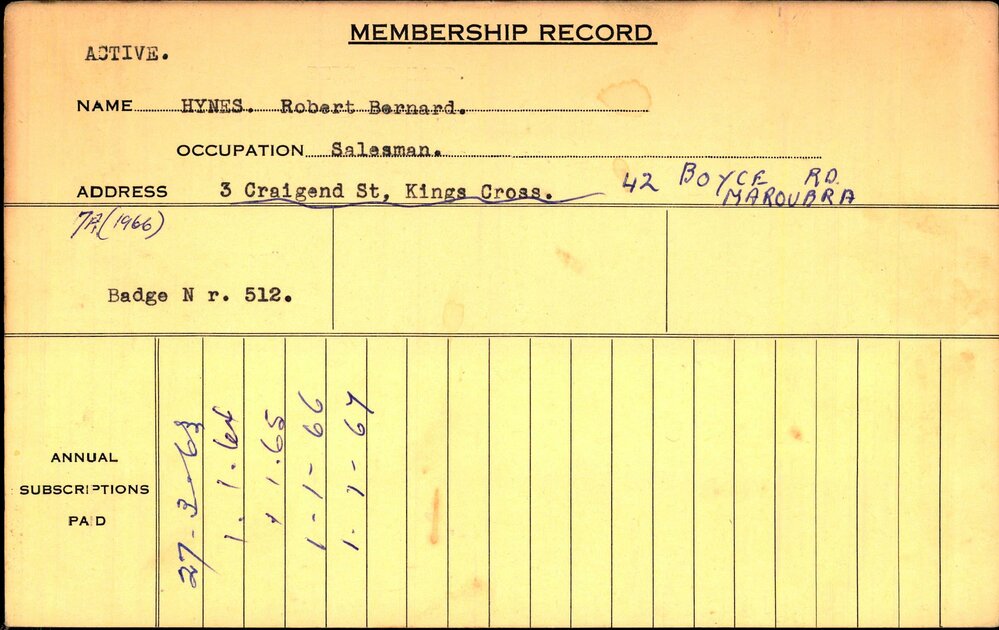 MEMBERSHIP RECORD
ACTIVE.
NAME HYNES. Robert Bernard.
OCCUPATION Salesman.
ADDRESS 3 Craigend St, Kings Cross. 42 BOYCE RD.
MAROUBRA
(1966)
Badge N r. 512.
ANNUAL
SUBSCRIPTIONS
PAID
27-3-63
1.1.64
1.1.65
1-1-66
1-1-67